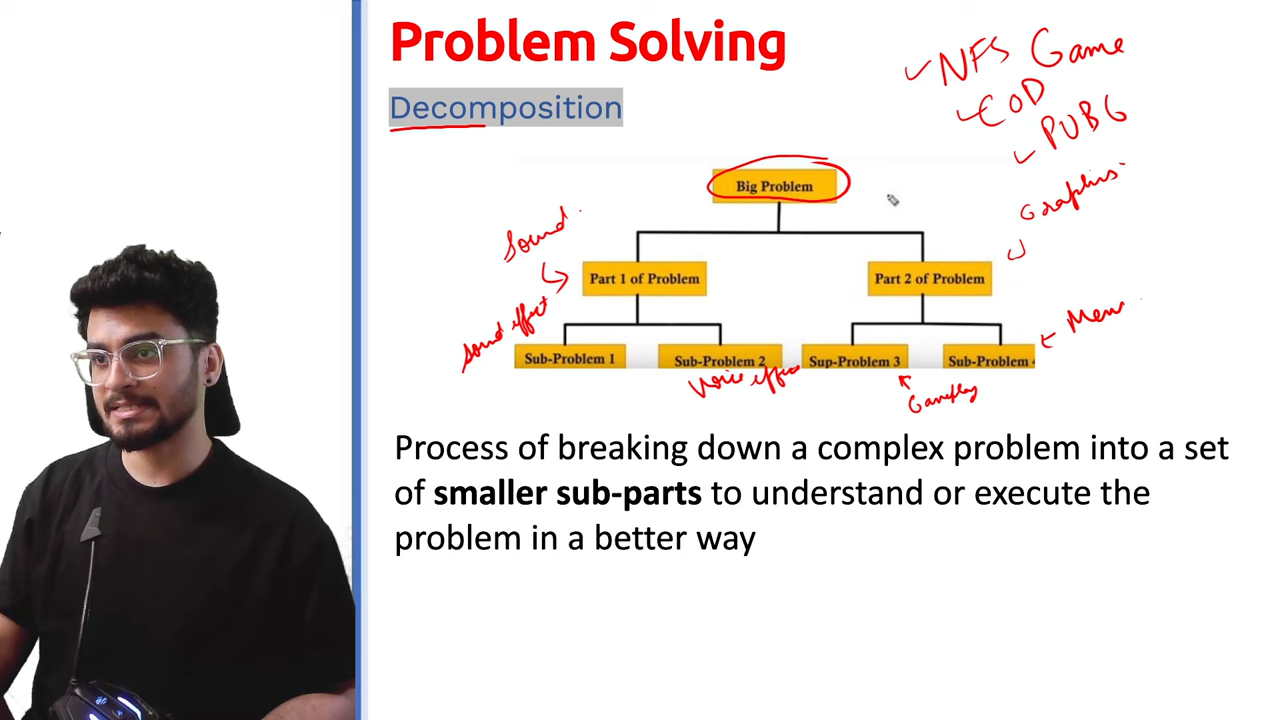 Problem Solving
NFS Game
Decomposition
COD
PUBG
Big Problem
Graphics
Sound
Part 1 of Problem
Part 2 of Problem
Sound effect
Menu
Sub-Problem 1
Sub-Problem 2
Sup-Problem 3
Sub-Problem 4
Voice effect
Gameplay
Process of breaking down a complex problem into a set
of smaller sub-parts to understand or execute the
problem in a better way